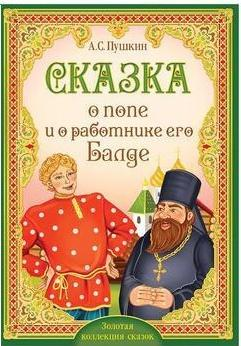 А.С.Пушкин
СКАЗКА
о попе
и о работнике его
Балде
Золотая
коллекция сказок